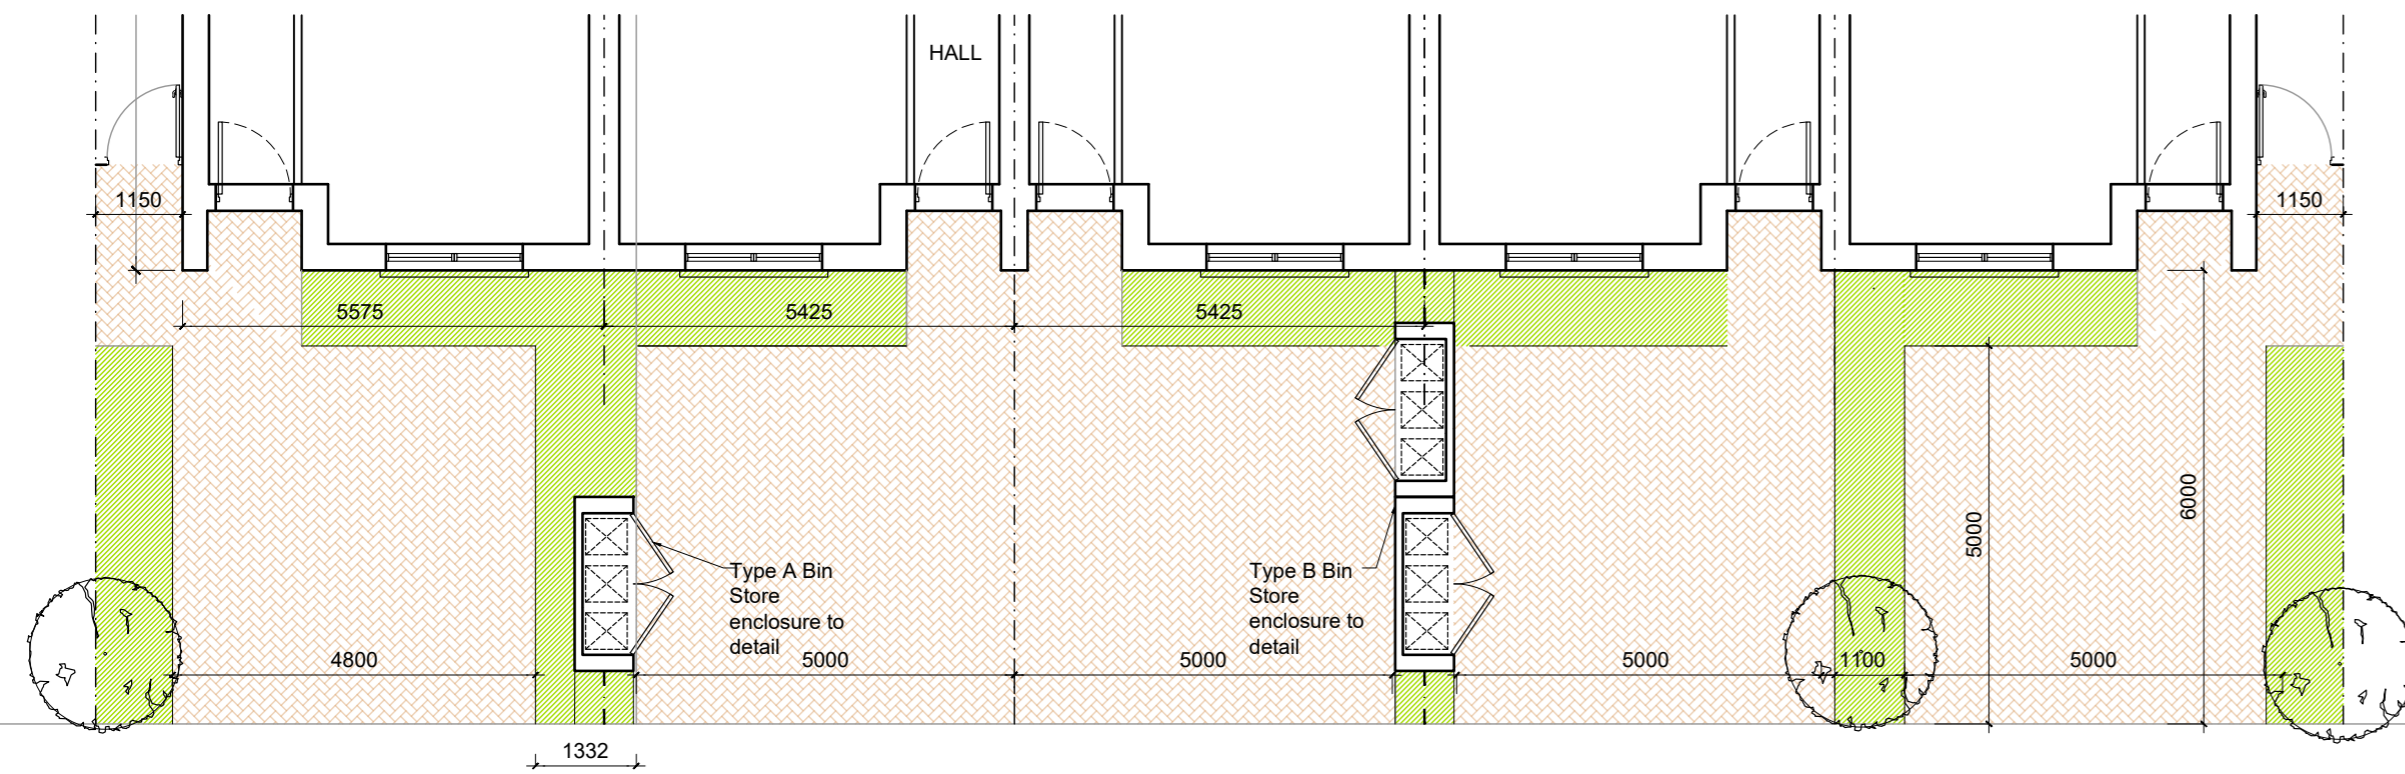 HALL
1150
1150
5575
5425
5425
6000
5000
Type A Bin
Store
enclosure to
detail
Type B Bin
Store
enclosure to
detail
4800
5000
5000
5000
1100
5000
1332